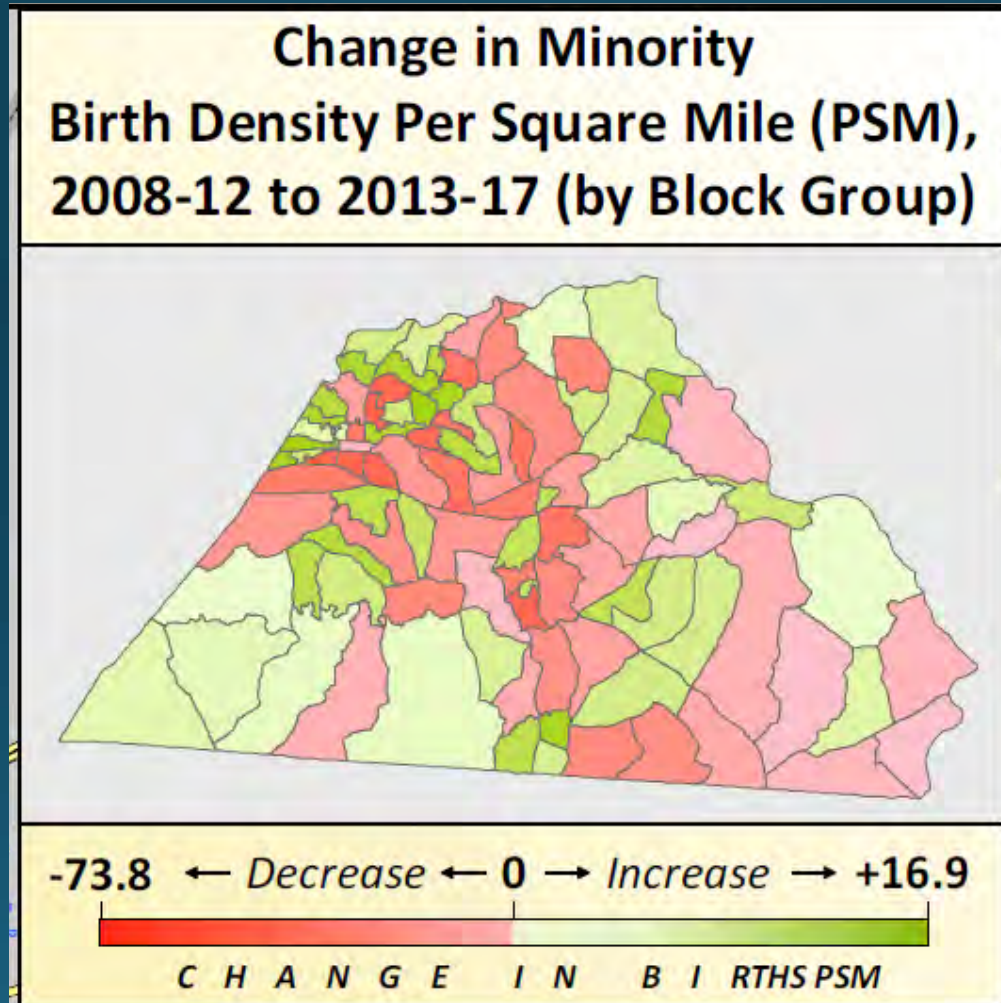 Change in Minority
Birth Density Per Square Mile (PSM),
2008-12 to 2013-17 (by Block Group)
-73.8 ← Decrease ← 0 → Increase → +16.9
C H A N G E I N B I RTHS PSM